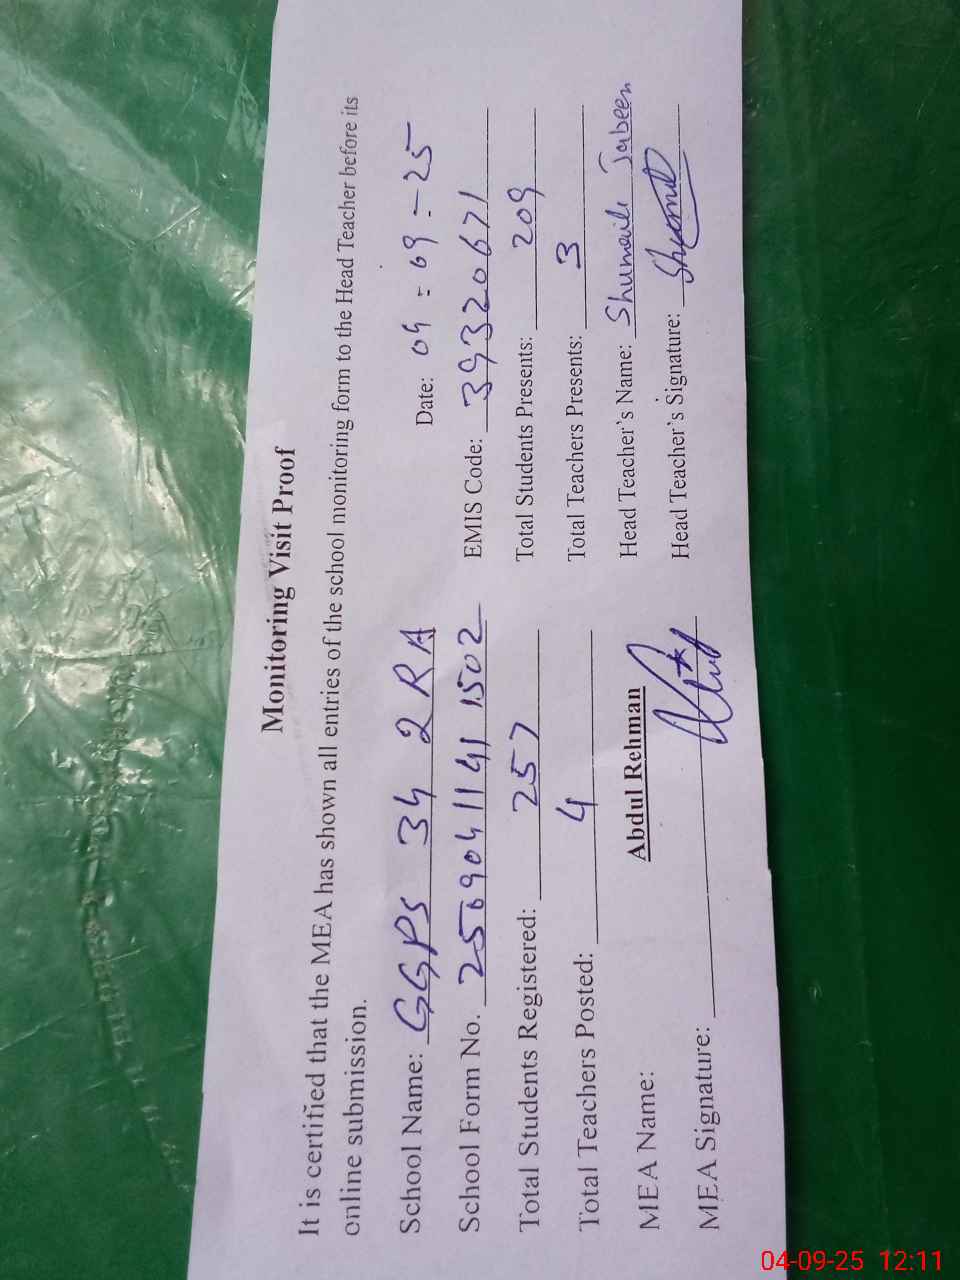 Monitoring Visit Proof
It is certified that the MEA has shown all entries of the school monitoring form to the Head Teacher before its
online submission.
Date: 04-09-25
School Name: GGPS 34 2RA
School Form No. 25090411411502 EMIS Code: 39320671
Total Students Registered: 257 Total Students Presents: 209
Total Teachers Posted: 4 Total Teachers Presents: 3
MEA Name: Abdul Rehman Head Teacher's Name: Shumaila Jabeen
MEA Signature: Head Teacher's Signature:
04-09-25 12:11